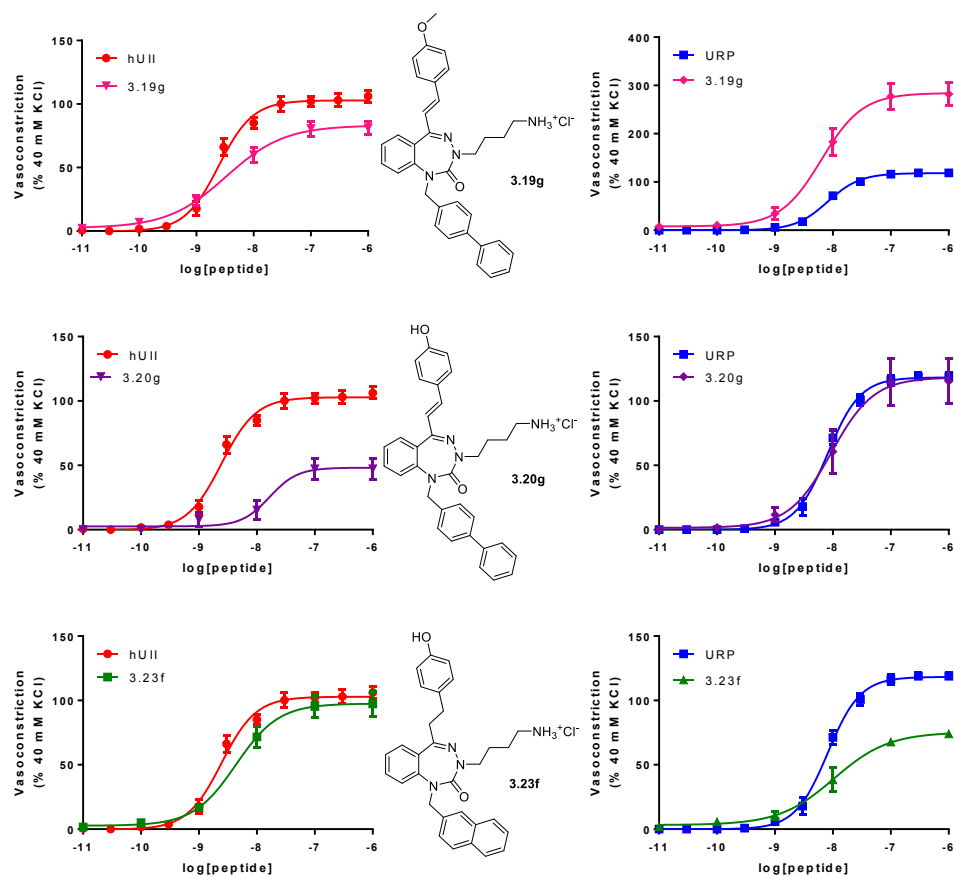 150
100
50
0
-11
-10
-9
-8
-7
-6
Vasoconstriction
(% 40 mM KCl)
log[peptide]
hUII
3.19g
O
N
N
N
O
NH3+Cl-
3.19g
400
300
200
100
0
-11
-10
-9
-8
-7
-6
Vasoconstriction
(% 40 mM KCl)
log[peptide]
URP
3.19g
150
100
50
0
-11
-10
-9
-8
-7
-6
Vasoconstriction
(% 40 mM KCl)
log[peptide]
hUII
3.20g
HO
N
N
N
O
NH3+Cl-
3.20g
150
100
50
0
-11
-10
-9
-8
-7
-6
Vasoconstriction
(% 40 mM KCl)
log[peptide]
URP
3.20g
150
100
50
0
-11
-10
-9
-8
-7
-6
Vasoconstriction
(% 40 mM KCl)
log[peptide]
hUII
3.23f
HO
N
N
N
O
NH3+Cl-
3.23f
150
100
50
0
-11
-10
-9
-8
-7
-6
Vasoconstriction
(% 40 mM KCl)
log[peptide]
URP
3.23f